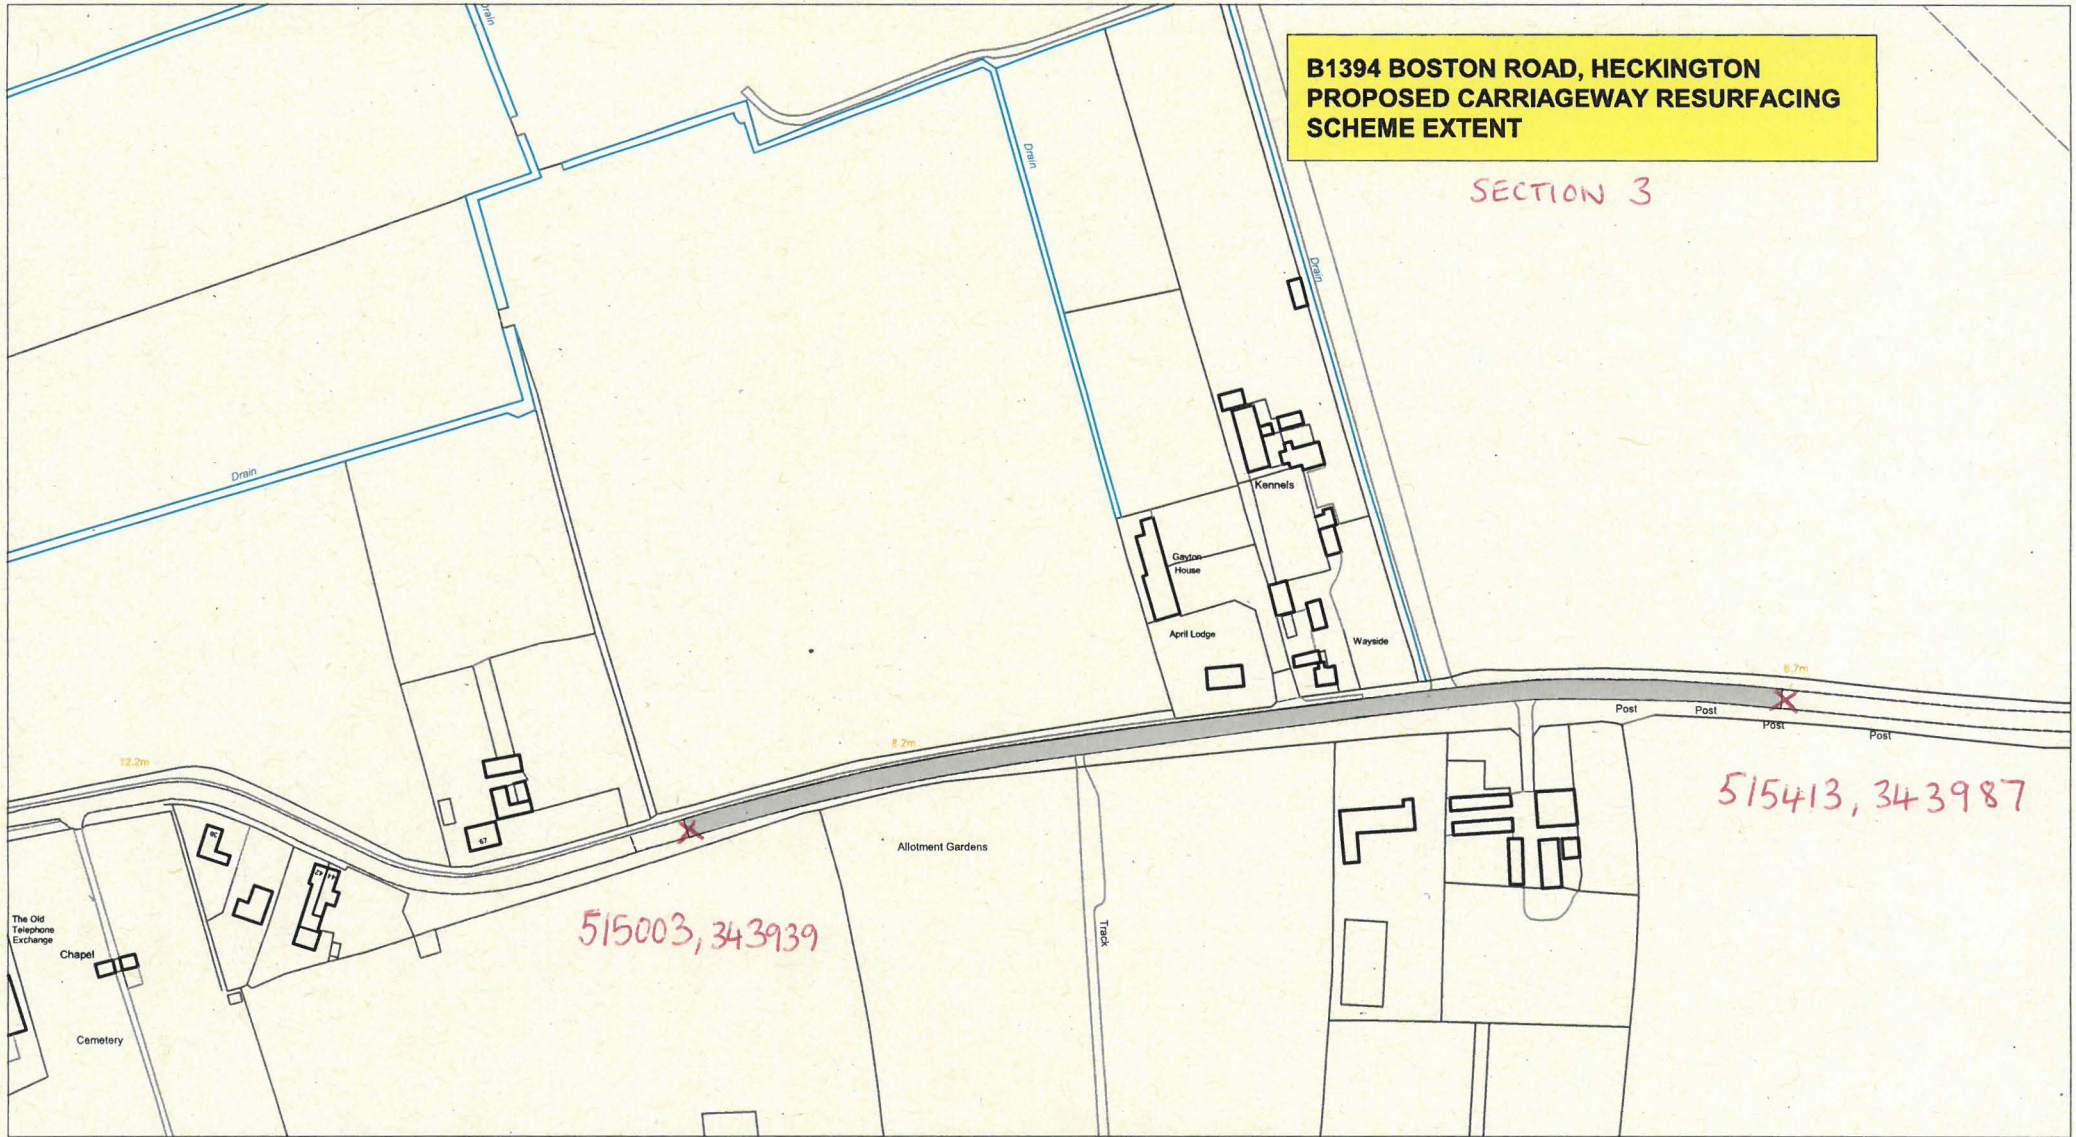 Drain
B1394 BOSTON ROAD, HECKINGTON
PROPOSED CARRIAGEWAY RESURFACING
SCHEME EXTENT
SECTION 3
Drain
Drain
Drain
Kennels
Gayton
House
April Lodge
Wayside
8.7m
Post
Post
Post
Post
8.2m
12.2m
515413, 343987
67
Allotment Gardens
515003, 343939
Track
The Old
Telephone
Exchange
Chapel
Cemetery